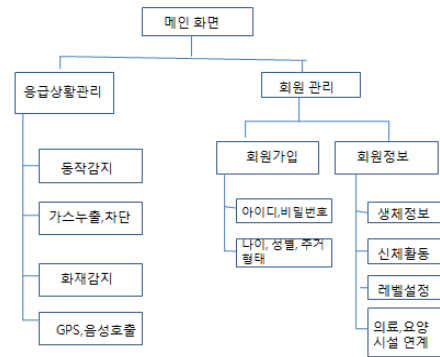 메인 화면
응급상황관리
회원 관리
동작감지
가스누출,차단
화재감지
GPS,음성호출
회원가입
회원정보
아이디,비밀번호
나이, 성별, 주거
형태
생체정보
신체활동
레벨설정
의료,요양
시설 연계